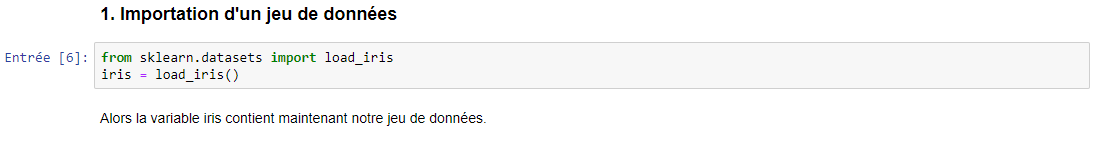 1. Importation d'un jeu de données
Entrée [6]: from sklearn.datasets import load_iris
iris = load_iris()
Alors la variable iris contient maintenant notre jeu de données.